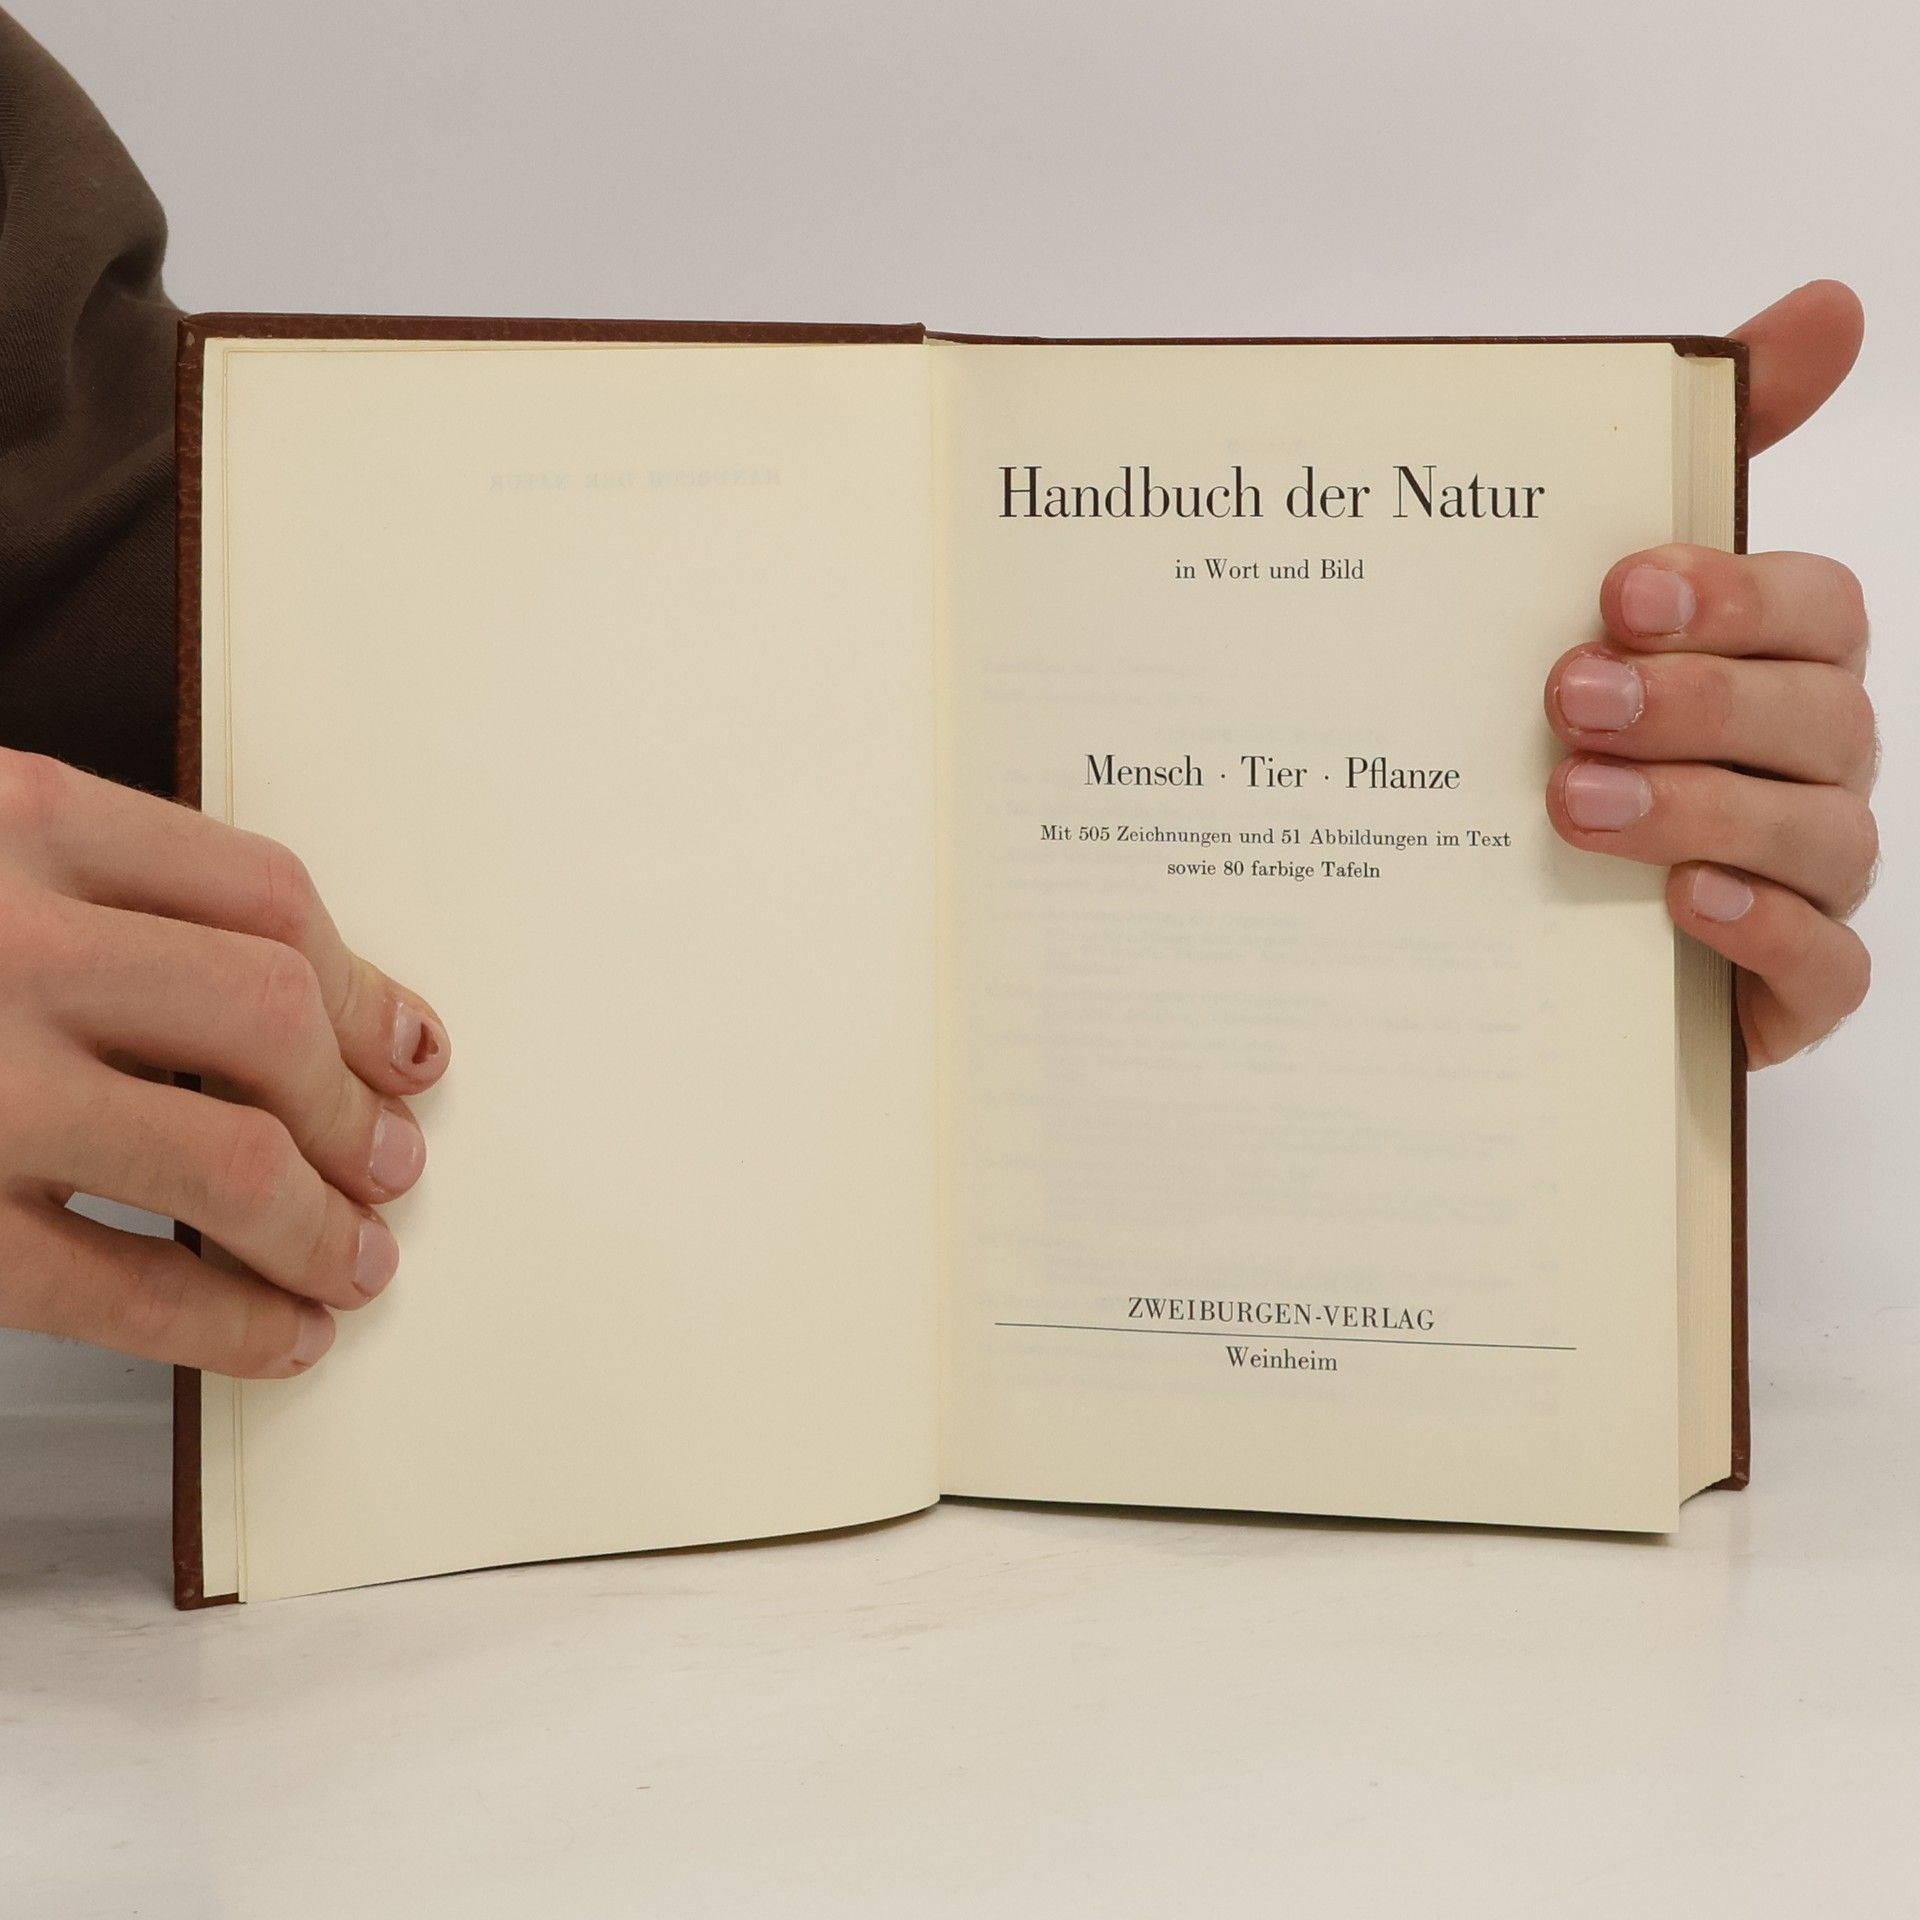 Handbuch der Natur
in Wort und Bild
Mensch · Tier · Pflanze
Mit 505 Zeichnungen und 51 Abbildungen im Text
sowie 80 farbige Tafeln
ZWEIBURGEN-VERLAG
Weinheim